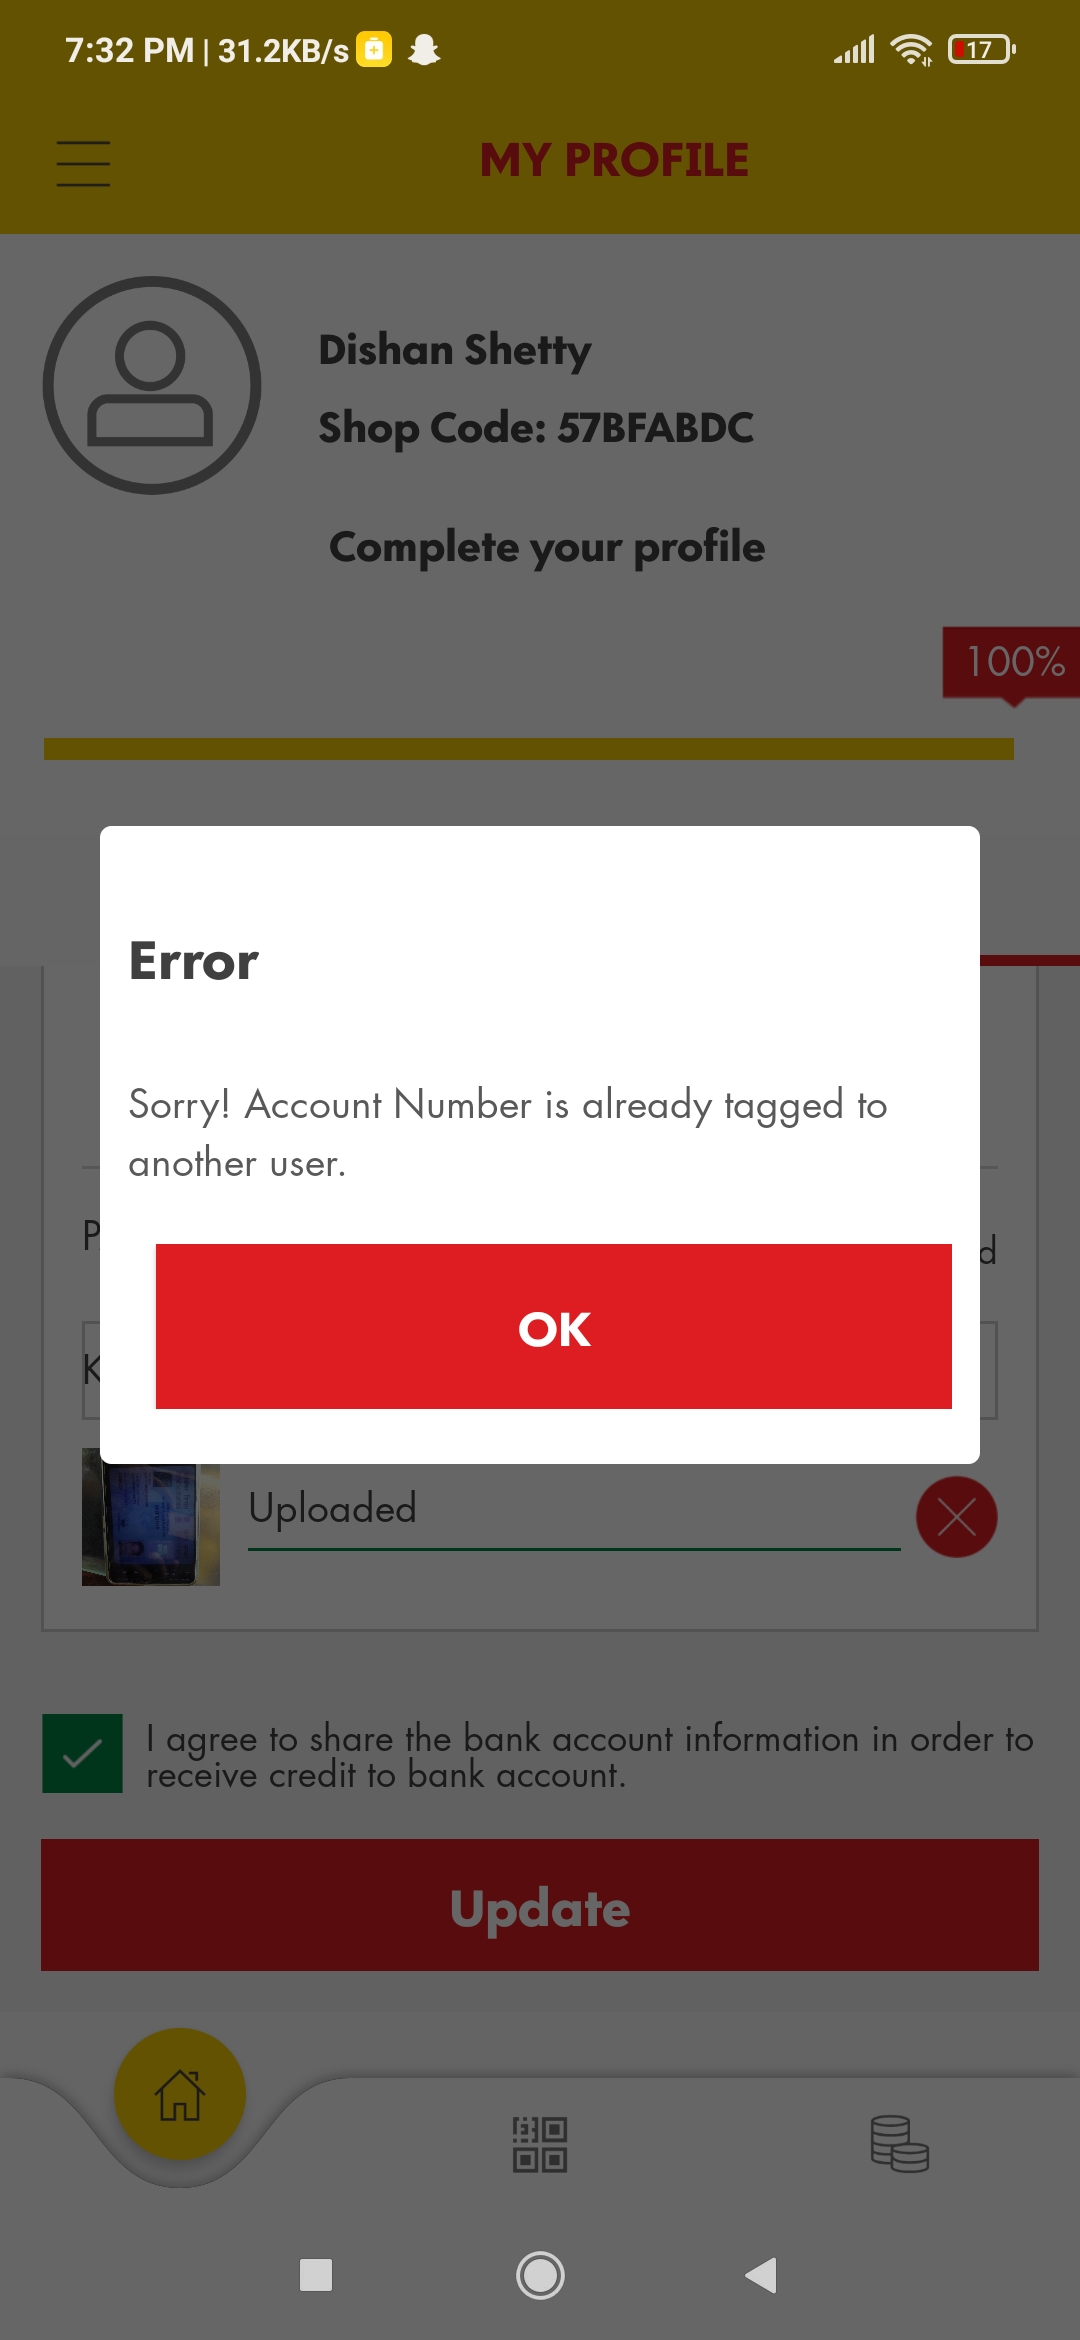 7:32 PM | 31.2KB/s
17
MY PROFILE
Dishan Shetty
Shop Code: 57BFABDC
Complete your profile
100%
Error
Sorry! Account Number is already tagged to
another user.
OK
Uploaded
I agree to share the bank account information in order to
receive credit to bank account.
Update